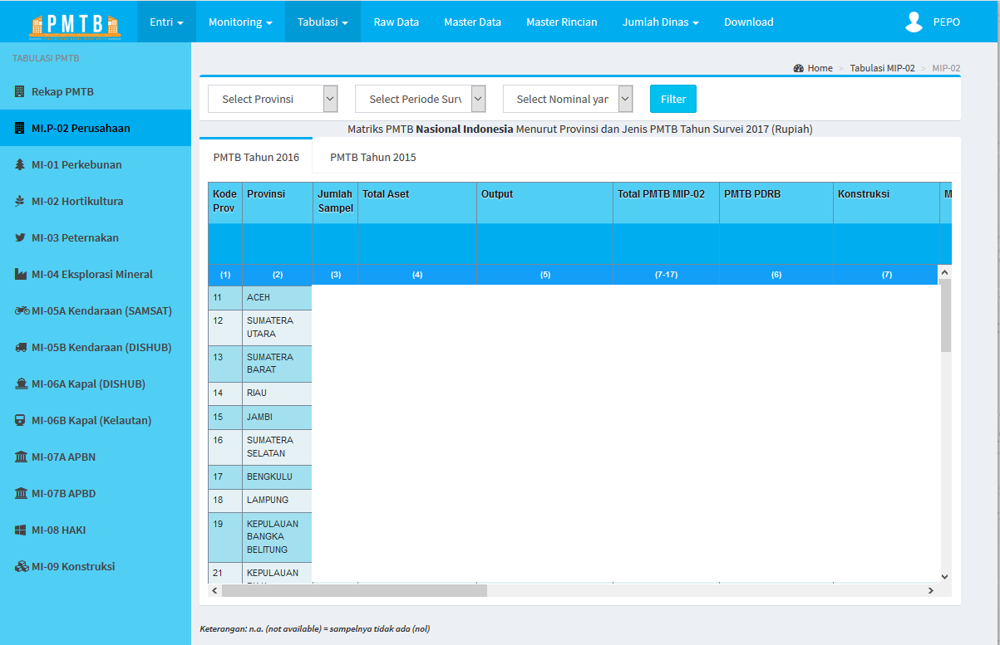 PMTB
Entri
Monitoring
Tabulasi
Raw Data
Master Data
Master Rincian
Jumlah Dinas
Download
PEPO
TABULASI PMTB
Rekap PMTB
MI.P-02 Perusahaan
MI-01 Perkebunan
MI-02 Hortikultura
MI-03 Peternakan
MI-04 Eksplorasi Mineral
MI-05A Kendaraan (SAMSAT)
MI-05B Kendaraan (DISHUB)
MI-06A Kapal (DISHUB)
MI-06B Kapal (Kelautan)
MI-07A APBN
MI-07B APBD
MI-08 HAKI
MI-09 Konstruksi
Home > Tabulasi MIP-02 > MIP-02
Select Provinsi
Select Periode Surv
Select Nominal yan
Filter
Matriks PMTB Nasional Indonesia Menurut Provinsi dan Jenis PMTB Tahun Survei 2017 (Rupiah)
PMTB Tahun 2016
PMTB Tahun 2015
Kode Provinsi Jumlah Total Aset Output Total PMTB MIP-02 PMTB PDRB Konstruksi M
Prov Sampel
(1) (2) (3) (4) (5) (7-17) (6) (7)
11 ACEH
12 SUMATERA
UTARA
13 SUMATERA
BARAT
14 RIAU
15 JAMBI
16 SUMATERA
SELATAN
17 BENGKULU
18 LAMPUNG
19 KEPULAUAN
BANGKA
BELITUNG
21 KEPULAUAN
Keterangan: n.a. (not available) = sampelnya tidak ada (nol)